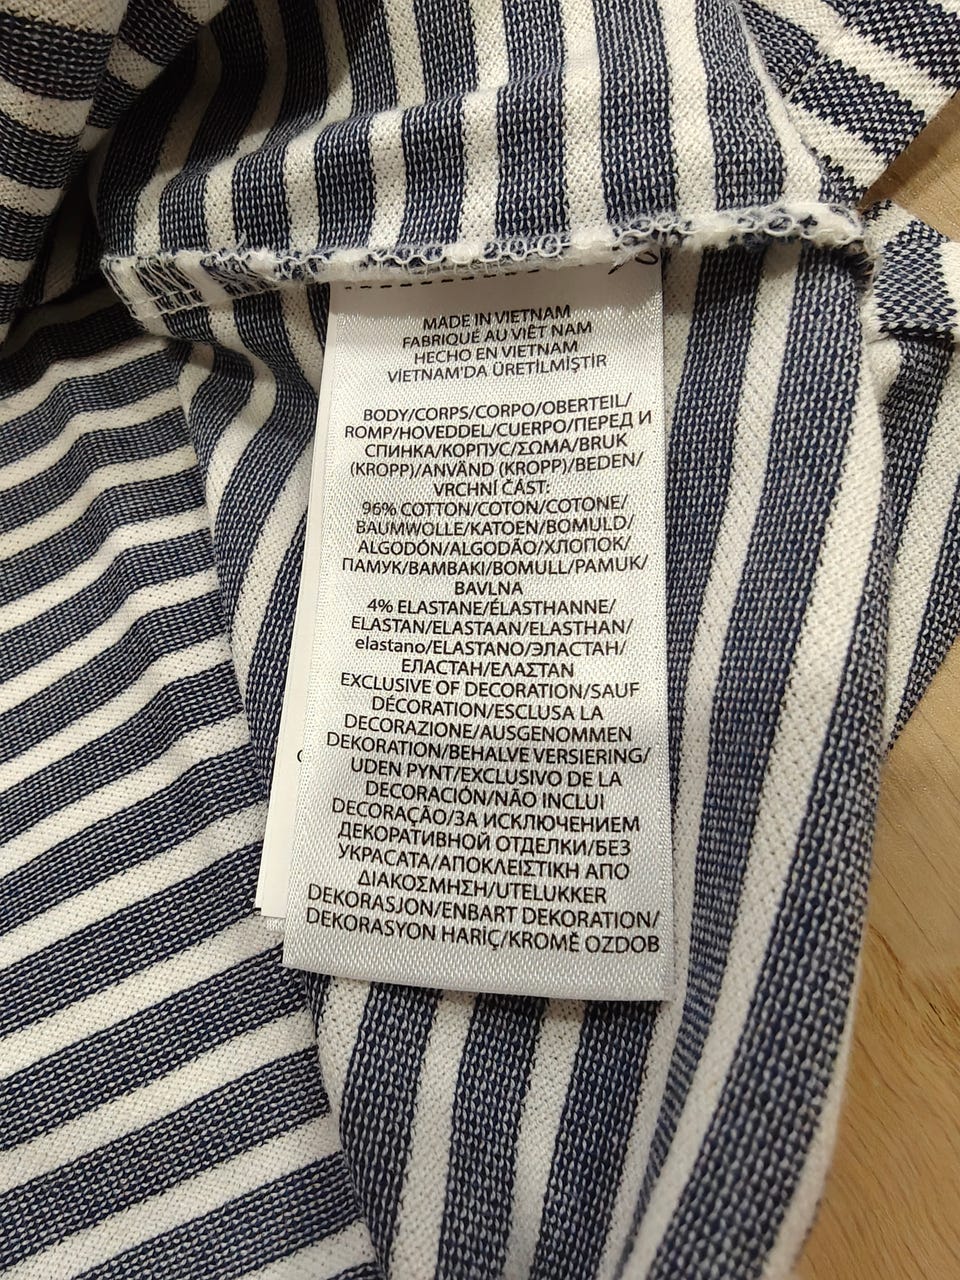 MADE IN VIETNAM
FABRIQUÉ AU VIÊT NAM
HECHO EN VIETNAM
VİETNAM'DA ÜRETİLMİŞTİR
BODY/CORPS/CORPO/OBERTEIL/
ROMP/HOVEDDEL/CUERPO/ПЕРЕД И
СПИНКА/КОРПУС/ΣΩΜΑ/BRUK
(KROPP)/ANVÄND (KROPP)/BEDEN/
VRCHNÍ ČÁST:
96% COTTON/COTON/COTONE/
BAUMWOLLE/KATOEN/BOMULD/
ALGODÓN/ALGODÃO/ХЛОПОК/
ПАМУК/ΒΑΜΒΑΚΙ/BOMULL/PAMUK/
BAVLNA
4% ELASTANE/ÉLASTHANNE/
ELASTAN/ELASTAAN/ELASTHAN/
elastano/ELASTANO/ЭЛАСТАН/
ЕЛАСТАН/ΕΛΑΣΤΑΝ
EXCLUSIVE OF DECORATION/SAUF
DÉCORATION/ESCLUSA LA
DECORAZIONE/AUSGENOMMEN
DEKORATION/BEHALVE VERSIERING/
UDEN PYNT/EXCLUSIVO DE LA
DECORACIÓN/NÃO INCLUI
DECORAÇÃO/ЗА ИСКЛЮЧЕНИЕМ
ДЕКОРАТИВНОЙ ОТДЕЛКИ/БЕЗ
УКРАСАТА/ΑΠΟΚΛΕΙΣΤΙΚΗ ΑΠΟ
ΔΙΑΚΟΣΜΗΣΗ/UTELUKKER
DEKORASJON/ENBART DEKORATION/
DEKORASYON HARİÇ/KROMĚ OZDOB